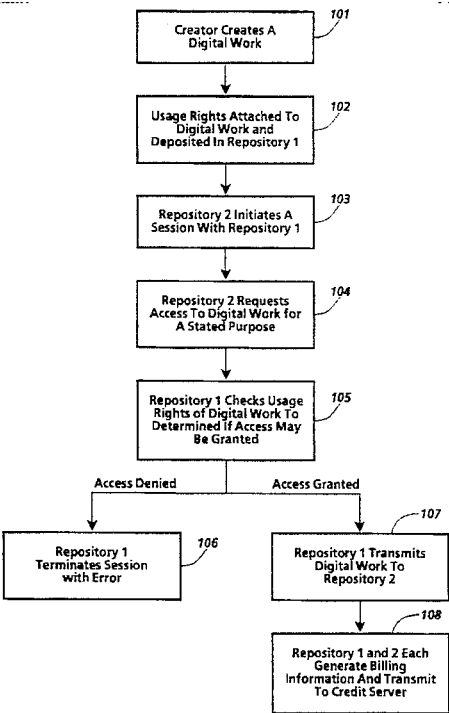 101
Creator Creates A
Digital Work
102
Usage Rights Attached To
Digital Work and
Deposited In Repository 1
103
Repository 2 Initiates A
Session With Repository 1
104
Repository 2 Requests
Access To Digital Work for
A Stated Purpose
105
Repository 1 Checks Usage
Rights of Digital Work To
Determined If Access May
Be Granted
Access Denied
Access Granted
106
Repository 1
Terminates Session
with Error
107
Repository 1 Transmits
Digital Work To
Repository 2
108
Repository 1 and 2 Each
Generate Billing
Information And Transmit
To Credit Server